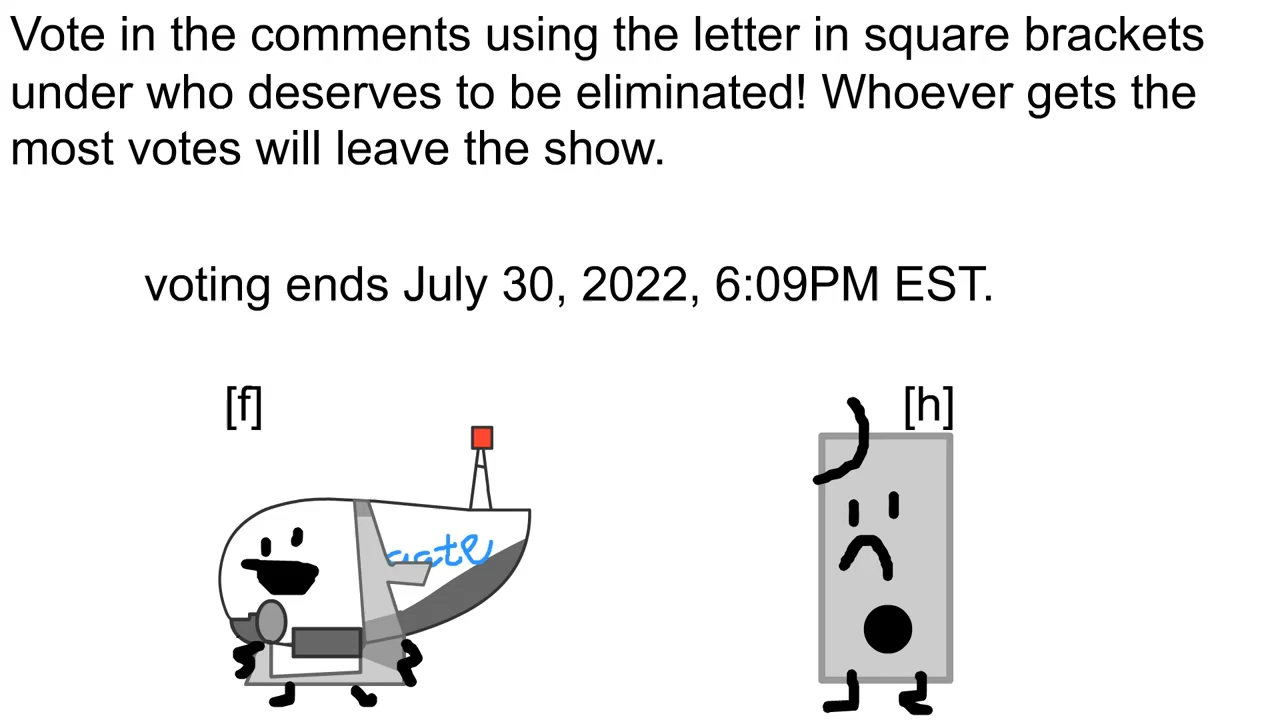 Vote in the comments using the letter in square brackets
under who deserves to be eliminated! Whoever gets the
most votes will leave the show.
voting ends July 30, 2022, 6:09PM EST.
[f]
[h]